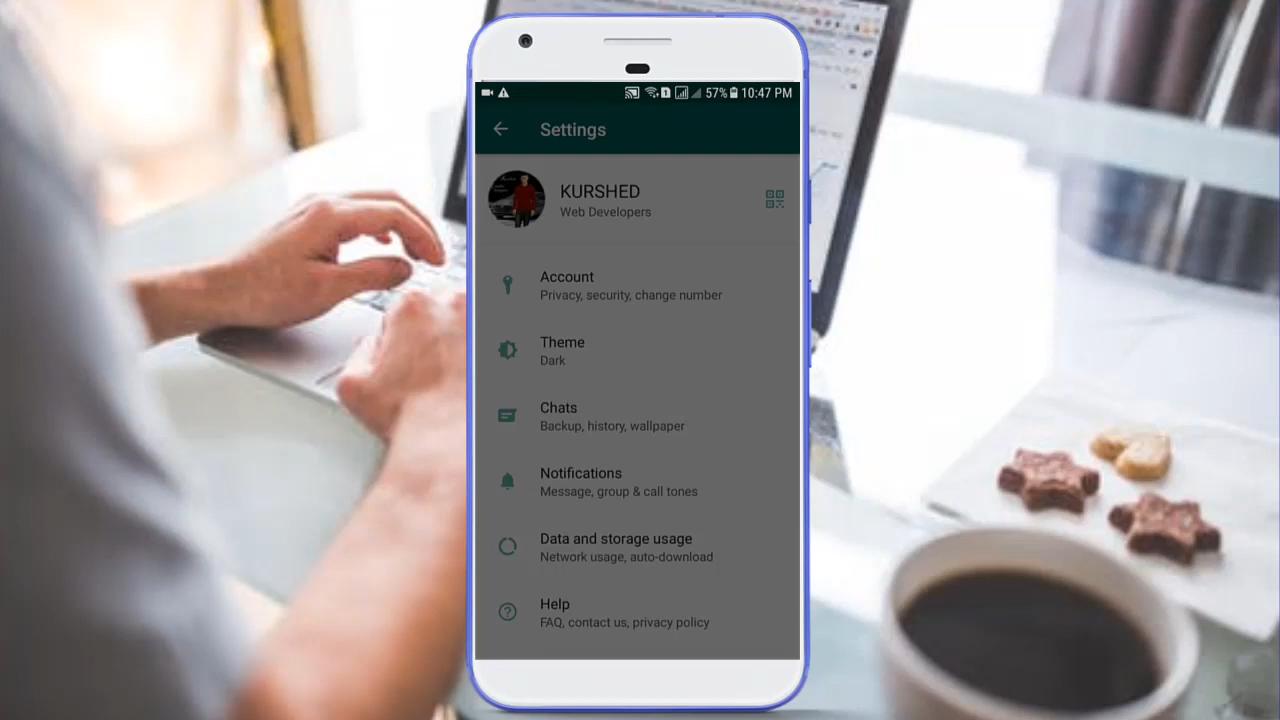 57% 10:47 PM
Settings
KURSHED
Web Developers
Account
Privacy, security, change number
Theme
Dark
Chats
Backup, history, wallpaper
Notifications
Message, group & call tones
Data and storage usage
Network usage, auto-download
Help
FAQ, contact us, privacy policy